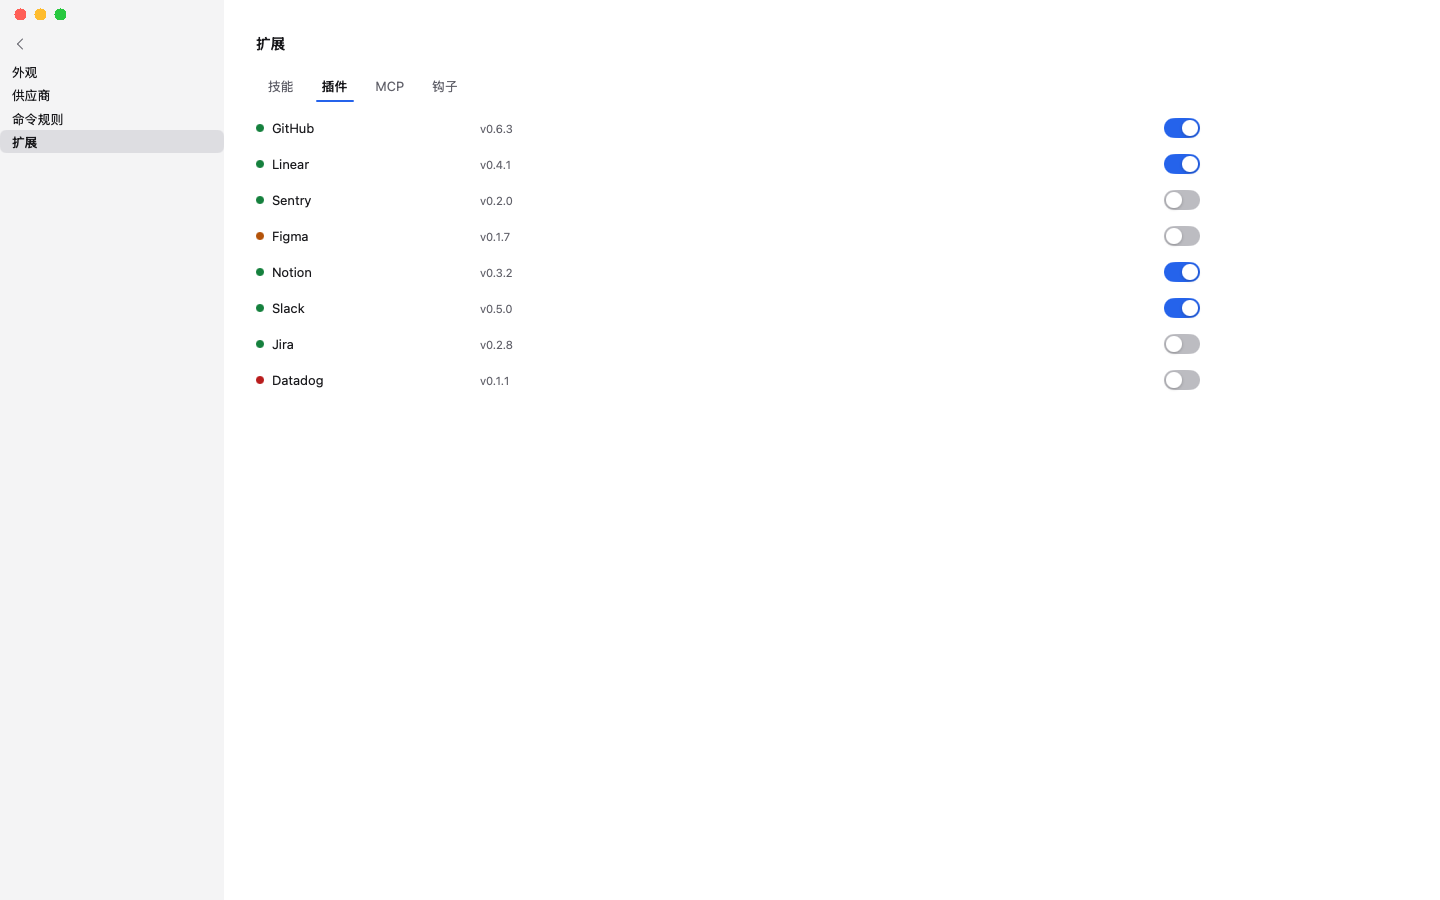 外观
供应商
命令规则
扩展
扩展
技能 插件 MCP 钩子
GitHub v0.6.3
Linear v0.4.1
Sentry v0.2.0
Figma v0.1.7
Notion v0.3.2
Slack v0.5.0
Jira v0.2.8
Datadog v0.1.1